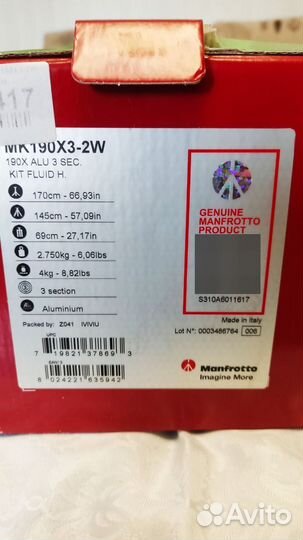 417
MK190X3-2W
190X ALU 3 SEC.
KIT FLUID H.
170cm - 66,93in
145cm - 57,09in
69cm - 27,17in
2.750kg - 6,06lbs
4kg - 8,82lbs
3 section
Aluminium
Packed by: Z041 IVIVIU
UPC
7 19821 37869 3
EAN13
8 024221 635942
GENUINE
MANFROTTO
PRODUCT
S310A6011617
Made in Italy
Lot N°: 0003486764 006
Manfrotto
Imagine More
Avito